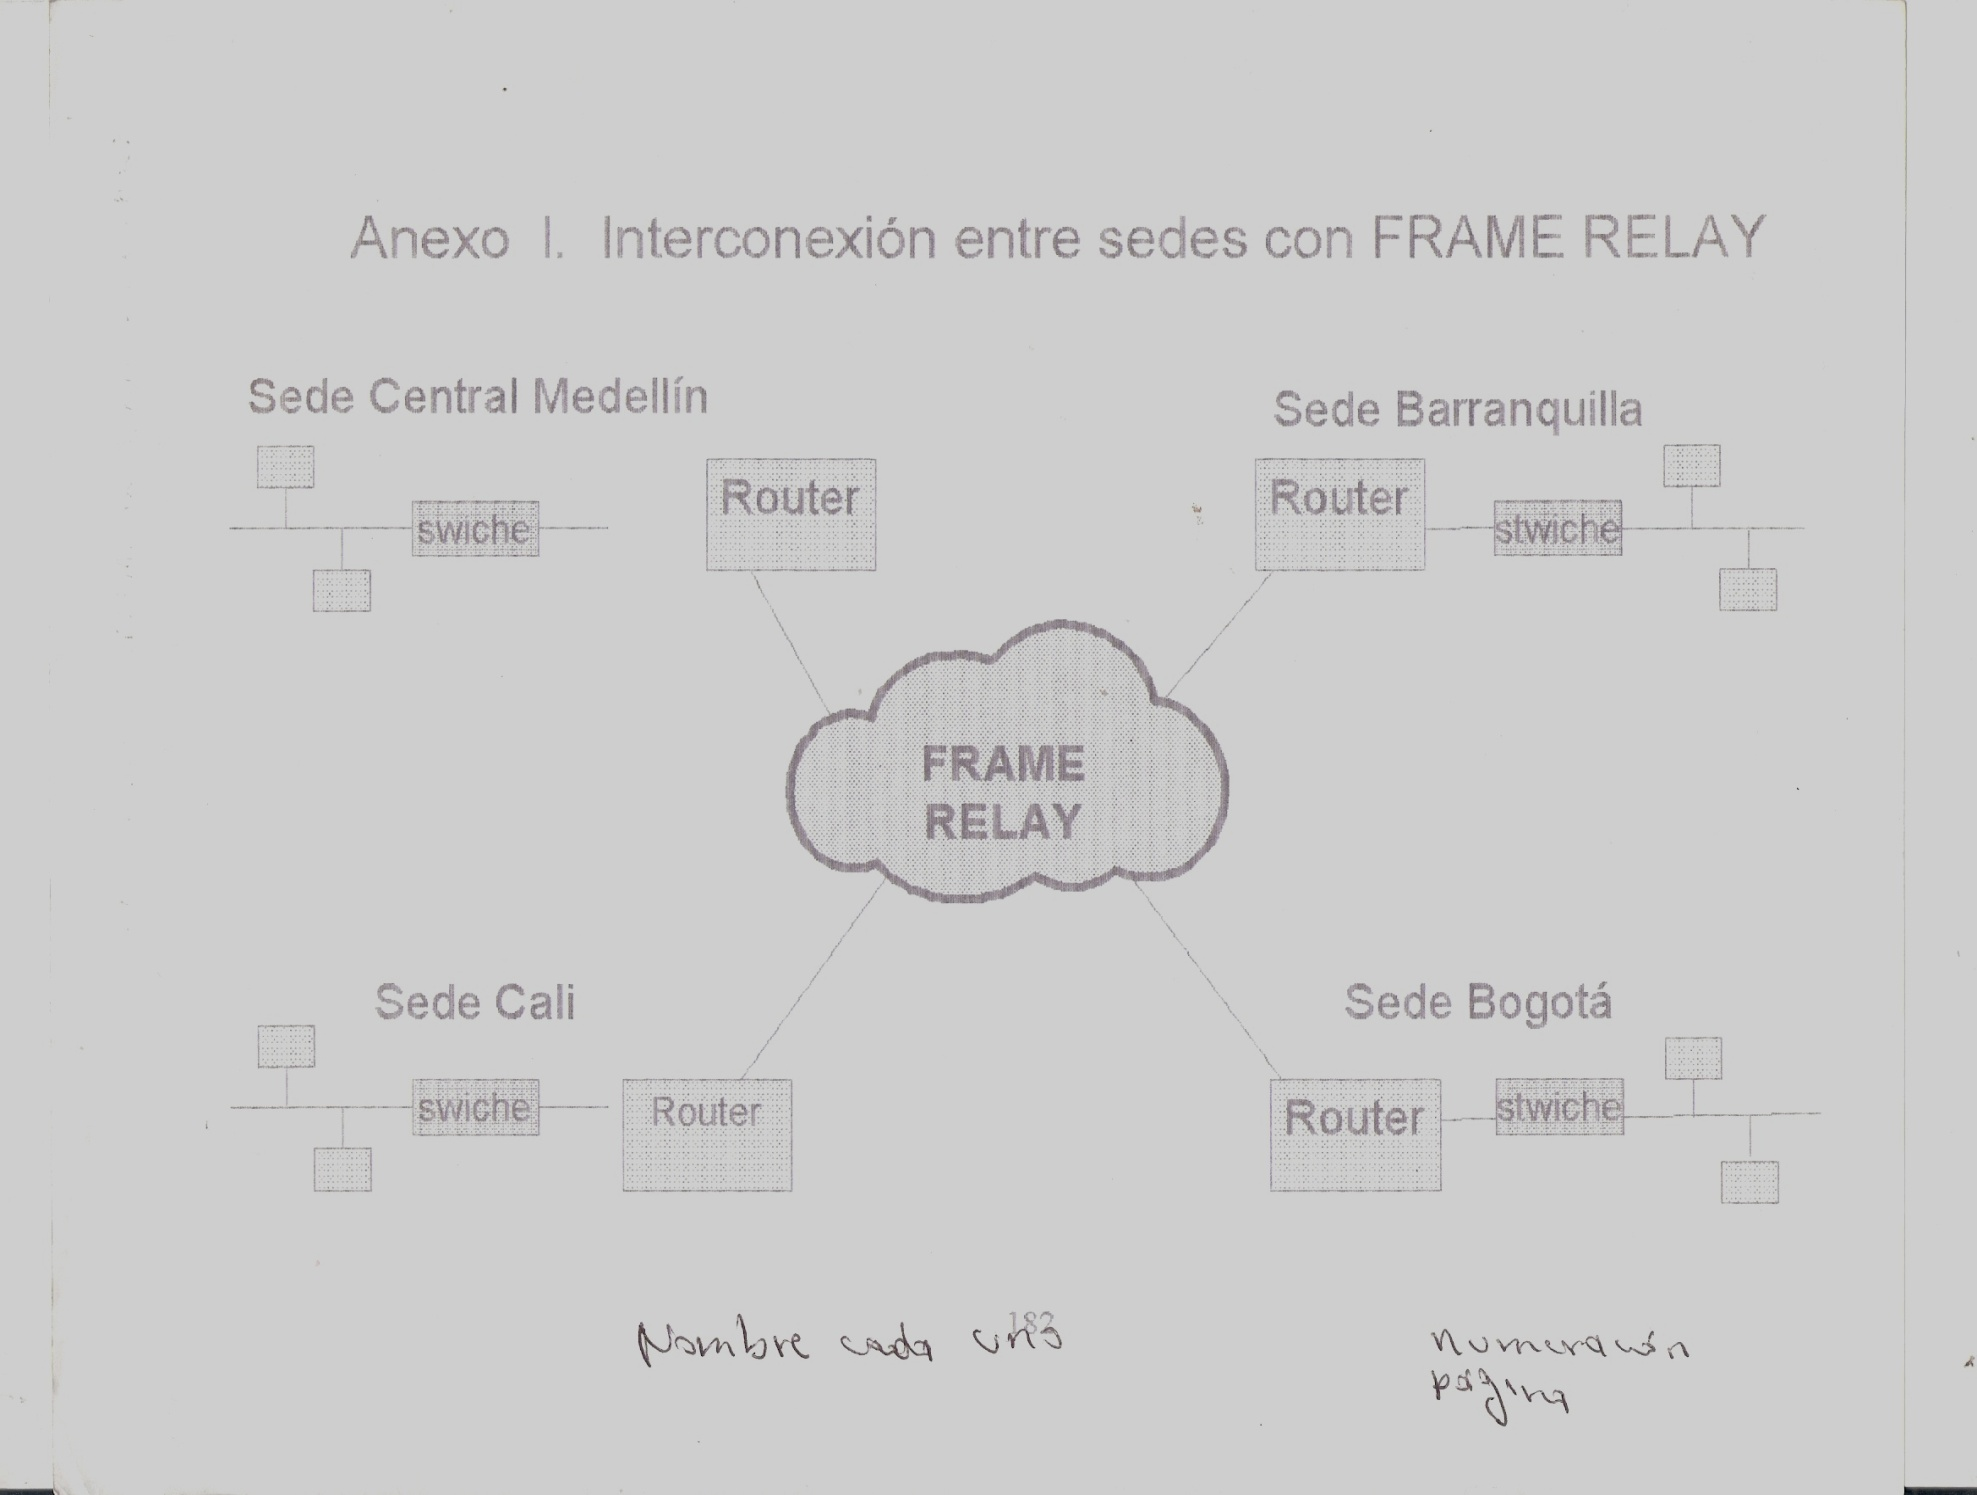 Anexo I. Interconexión entre sedes con FRAME RELAY
Sede Central Medellín
Sede Barranquilla
Router
Router
swiche
stwiche
FRAME
RELAY
Sede Cali
Sede Bogotá
swiche
Router
Router
stwiche
182
Nombre cada uno
numeración
página